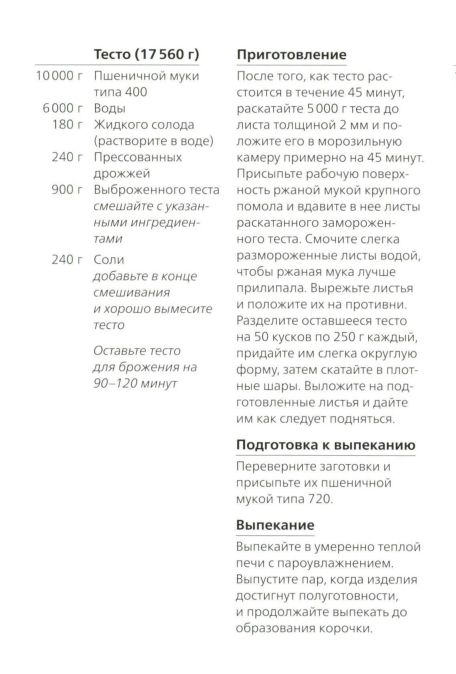 Тесто (17 560 г)
10 000 г Пшеничной муки
типа 400
6 000 г Воды
180 г Жидкого солода
(растворите в воде)
240 г Прессованных
дрожжей
900 г Выброженного теста
смешайте с указан-
ными ингредиен-
тами
240 г Соли
добавьте в конце
смешивания
и хорошо вымесите
тесто
Оставьте тесто
для брожения на
90–120 минут
Приготовление
После того, как тесто рас-
стоится в течение 45 минут,
раскатайте 5 000 г теста до
листа толщиной 2 мм и по-
ложите его в морозильную
камеру примерно на 45 минут.
Присыпьте рабочую поверх-
ность ржаной мукой крупного
помола и вдавите в нее листы
раскатанного заморожен-
ного теста. Смочите слегка
размороженные листы водой,
чтобы ржаная мука лучше
прилипала. Вырежьте листья
и положите их на противни.
Разделите оставшееся тесто
на 50 кусков по 250 г каждый,
придайте им слегка округлую
форму, затем скатайте в плот-
ные шары. Выложите на под-
готовленные листья и дайте
им как следует подняться.
Подготовка к выпеканию
Переверните заготовки и
присыпьте их пшеничной
мукой типа 720.
Выпекание
Выпекайте в умеренно теплой
печи с пароувлажнением.
Выпустите пар, когда изделия
достигнут полуготовности,
и продолжайте выпекать до
образования корочки.